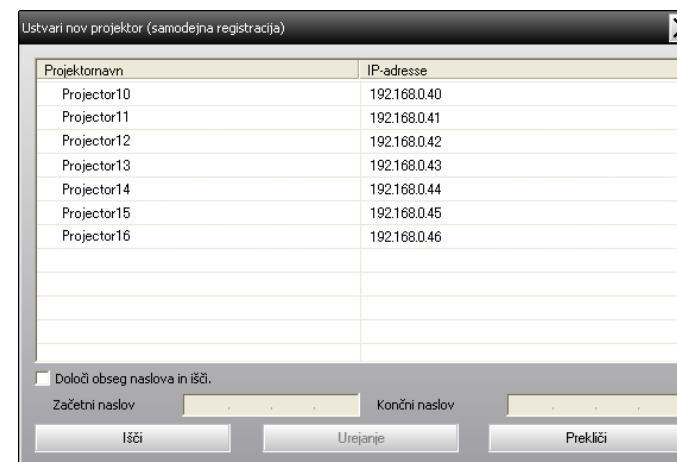 Ustvari nov projektor (samodejna registracija)
Projektornavn IP-adresse
Projector10 192.168.0.40
Projector11 192.168.0.41
Projector12 192.168.0.42
Projector13 192.168.0.43
Projector14 192.168.0.44
Projector15 192.168.0.45
Projector16 192.168.0.46
Določi obseg naslova in išči.
Začetni naslov . . . Končni naslov . . .
Išči Urejanje Prekliči